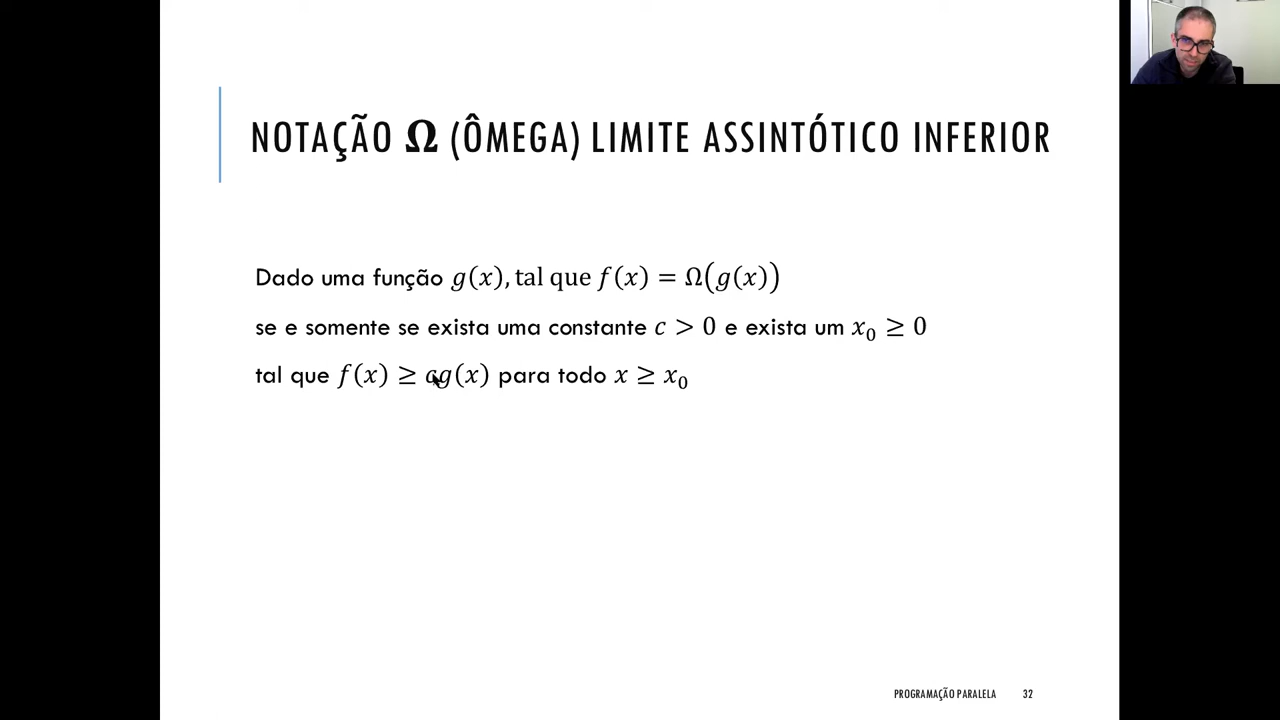 NOTAÇÃO Ω (ÔMEGA) LIMITE ASSINTÓTICO INFERIOR
Dado uma função g(x), tal que f(x) = Ω(g(x))
se e somente se exista uma constante c > 0 e exista um x₀ ≥ 0
tal que f(x) ≥ cg(x) para todo x ≥ x₀
PROGRAMAÇÃO PARALELA 32